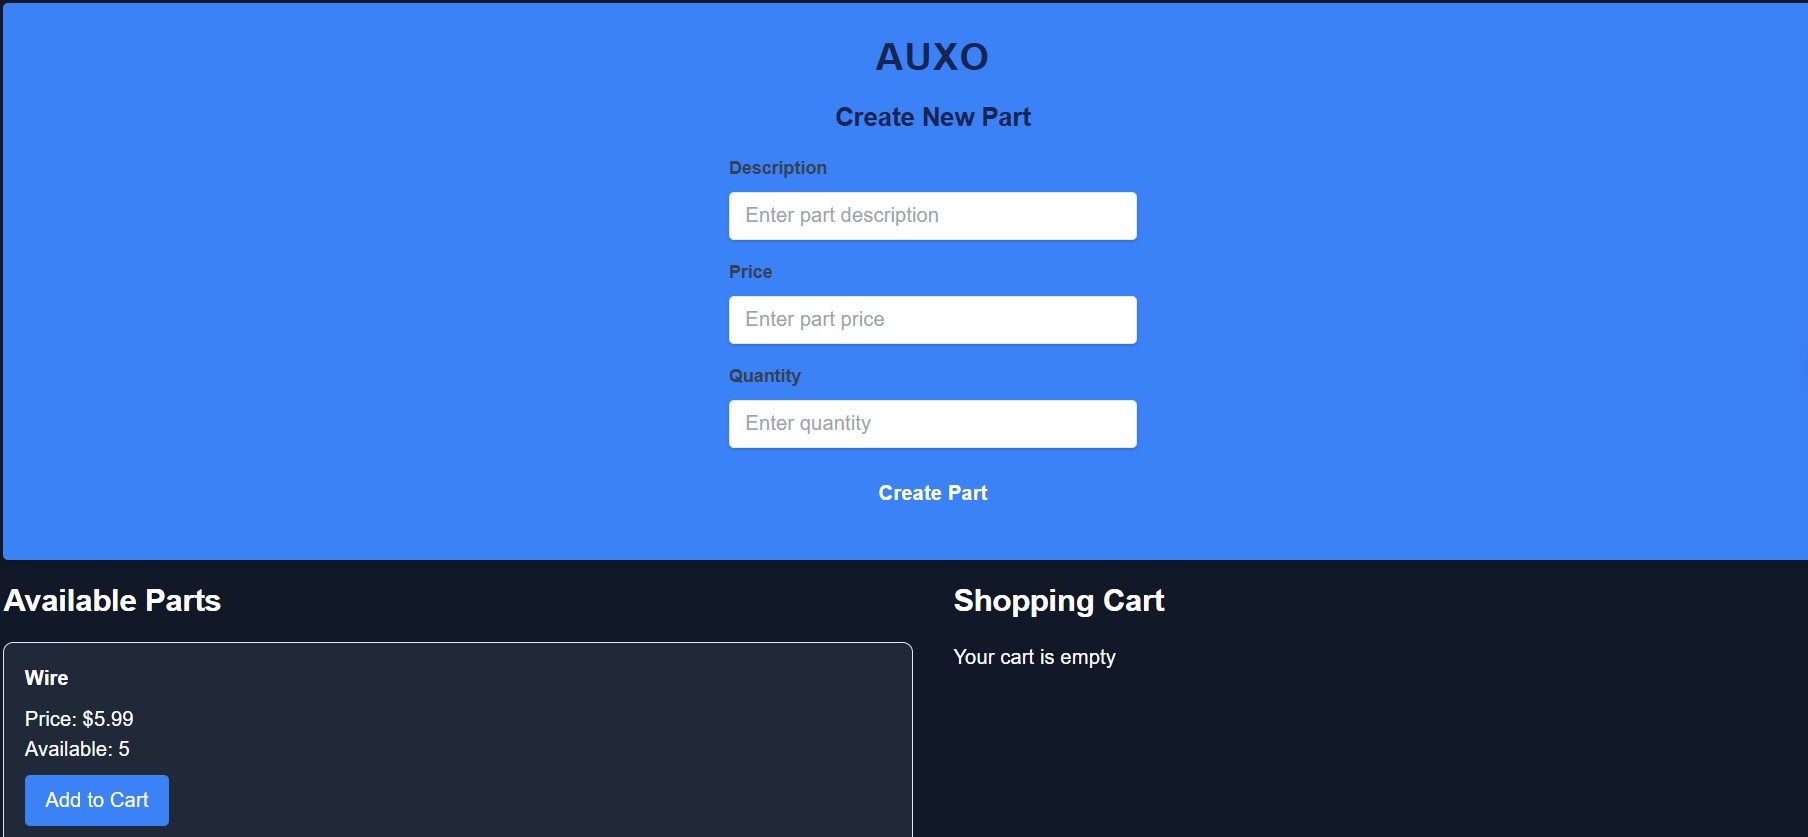 AUXO
Create New Part
Description
Enter part description
Price
Enter part price
Quantity
Enter quantity
Create Part
Available Parts
Wire
Price: $5.99
Available: 5
Add to Cart
Shopping Cart
Your cart is empty